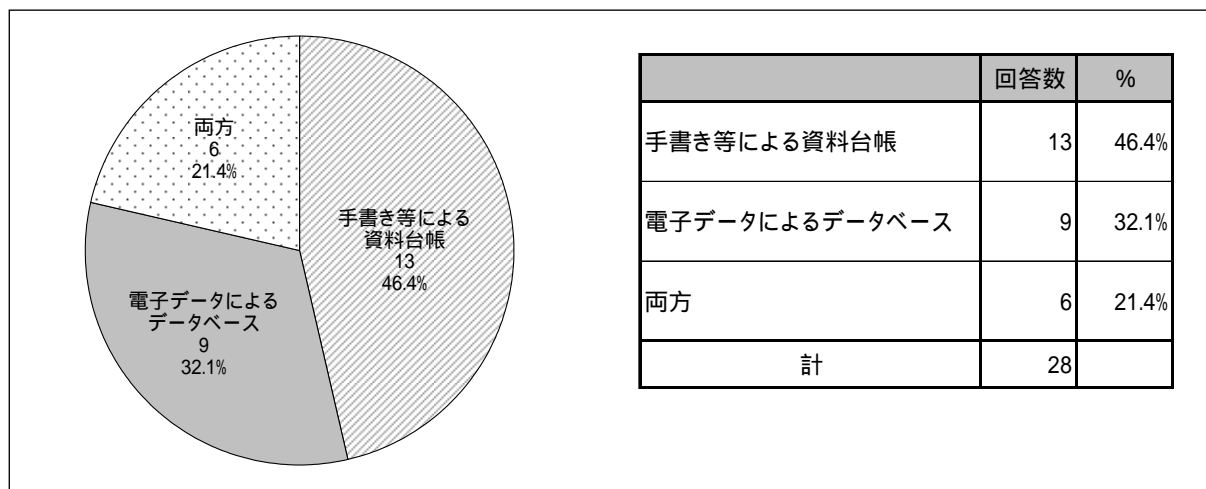 両方
6
21.4%
手書き等による
資料台帳
13
46.4%
電子データによる
データベース
9
32.1%
回答数 %
手書き等による資料台帳 13 46.4%
電子データによるデータベース 9 32.1%
両方 6 21.4%
計 28